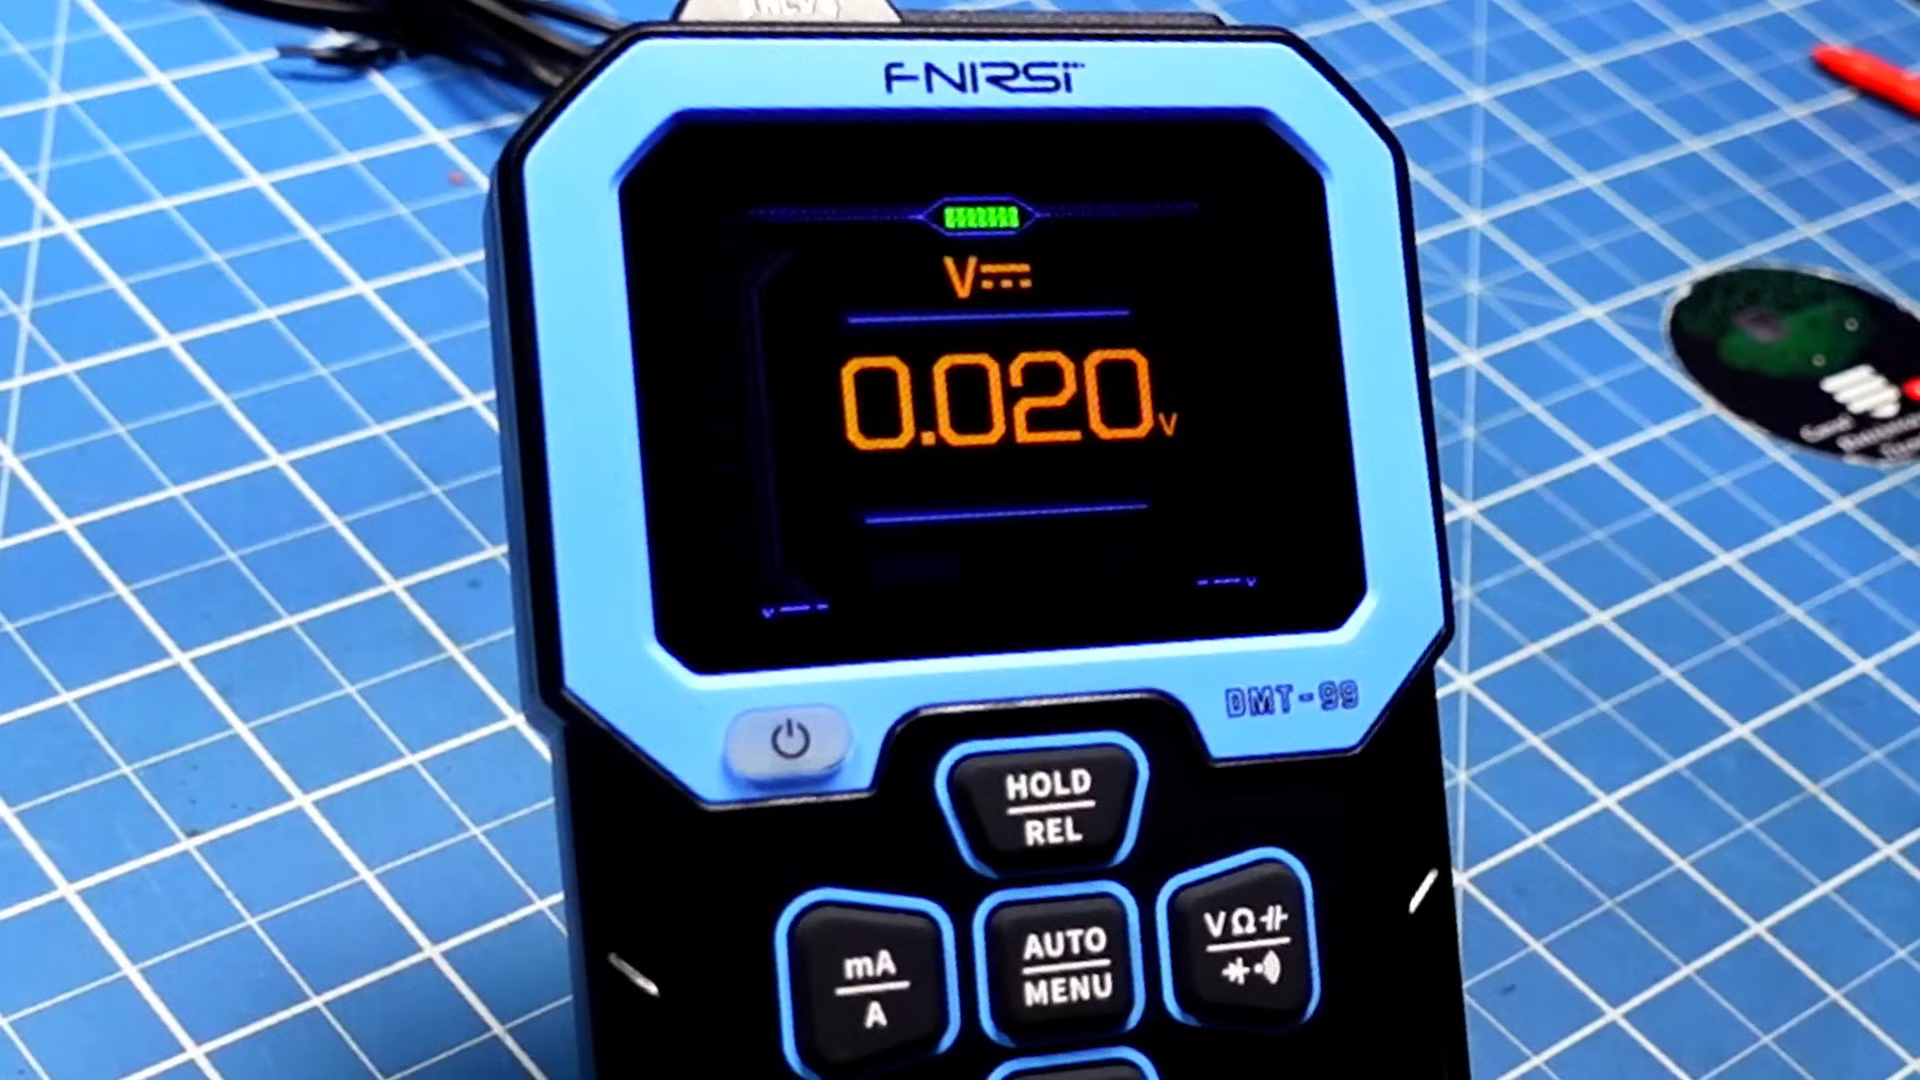 FNIRSI
V
0.020V
DMT-99
HOLD
REL
mA
A
AUTO
MENU
VΩ